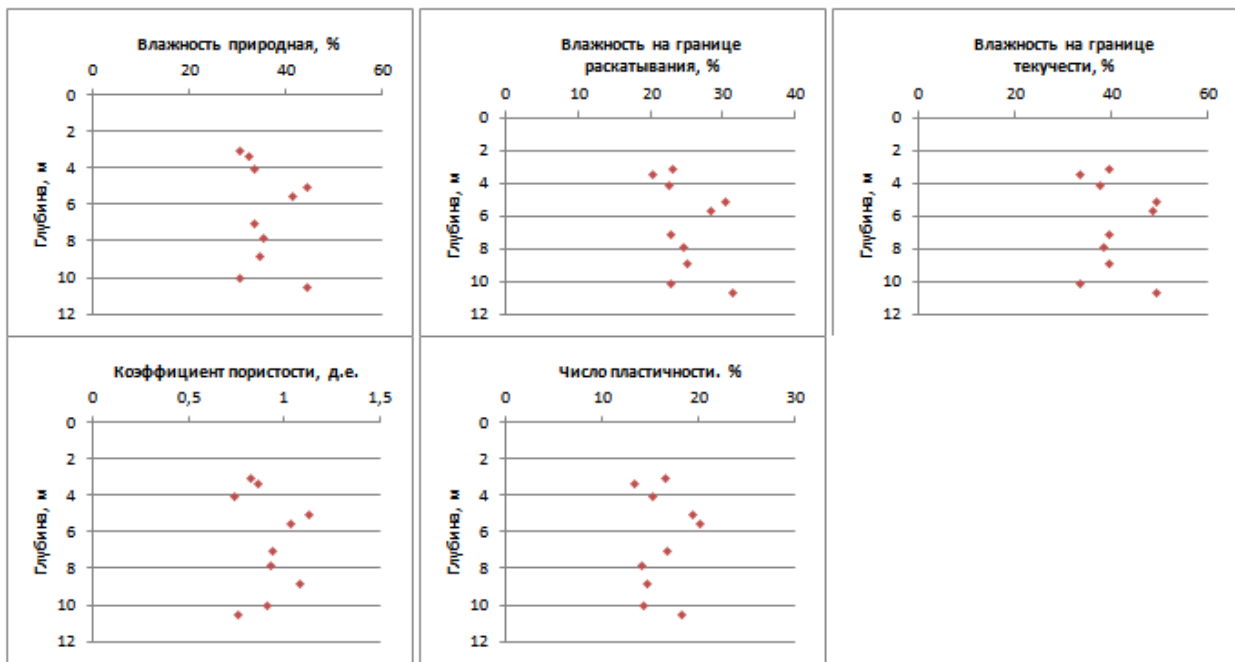 Влажность природная, %
0 20 40 60
0
2
4
6
8
10
12
Глубина, м
Влажность на границе
раскатывания, %
0 10 20 30 40
0
2
4
6
8
10
12
Глубина, м
Влажность на границе
текучести, %
0 20 40 60
0
2
4
6
8
10
12
Глубина, м
Коэффициент пористости, д.е.
0 0,5 1 1,5
0
2
4
6
8
10
12
Глубина, м
Число пластичности. %
0 10 20 30
0
2
4
6
8
10
12
Глубина, м